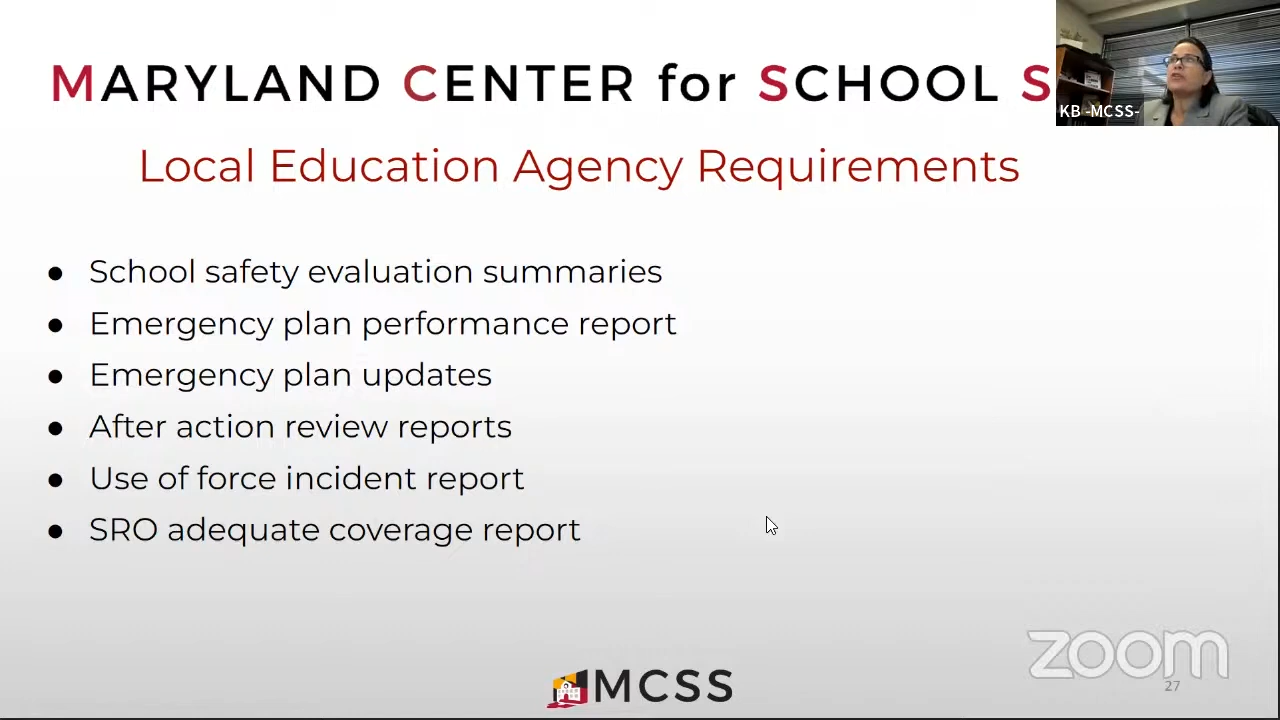 MARYLAND CENTER for SCHOOL S
KB -MCSS-
Local Education Agency Requirements
● School safety evaluation summaries
● Emergency plan performance report
● Emergency plan updates
● After action review reports
● Use of force incident report
● SRO adequate coverage report
zoom
27
MCSS